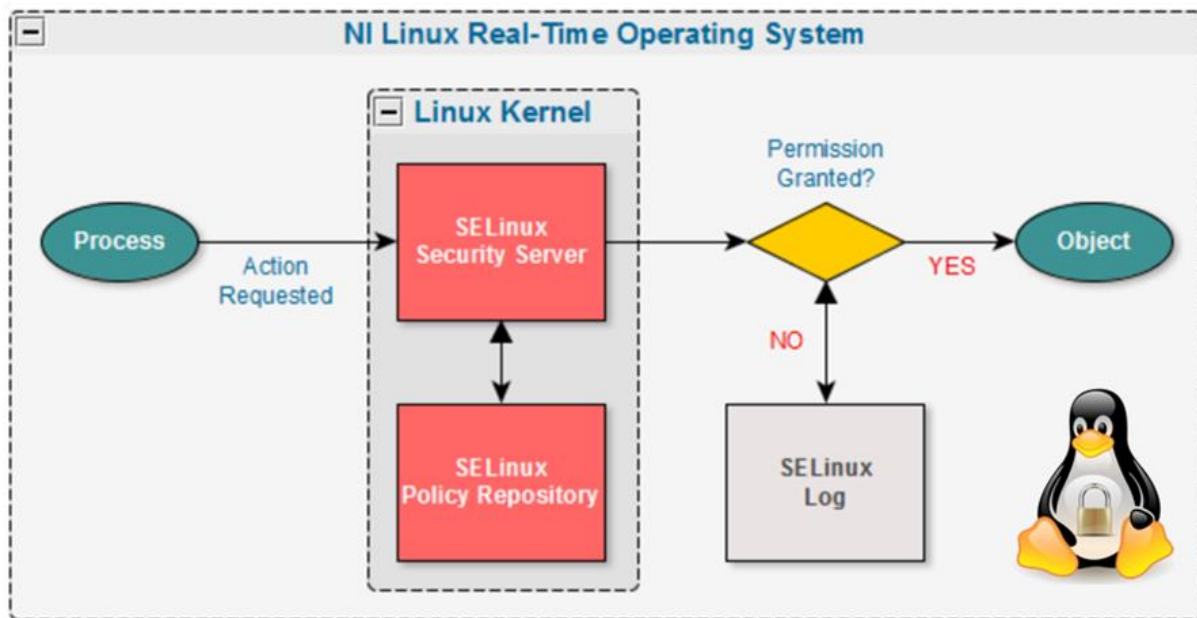 NI Linux Real-Time Operating System
Linux Kernel
Process
Action
Requested
SELinux
Security Server
SELinux
Policy Repository
Permission
Granted?
YES
NO
SELinux
Log
Object